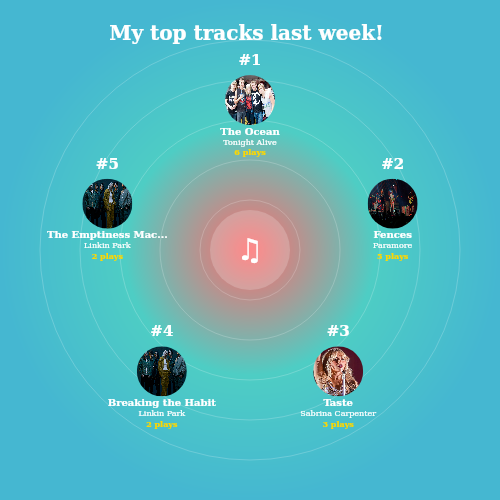 My top tracks last week!
#1
The Ocean
Tonight Alive
6 plays
#2
Fences
Paramore
5 plays
#3
Taste
Sabrina Carpenter
3 plays
#4
Breaking the Habit
Linkin Park
2 plays
#5
The Emptiness Mac...
Linkin Park
2 plays